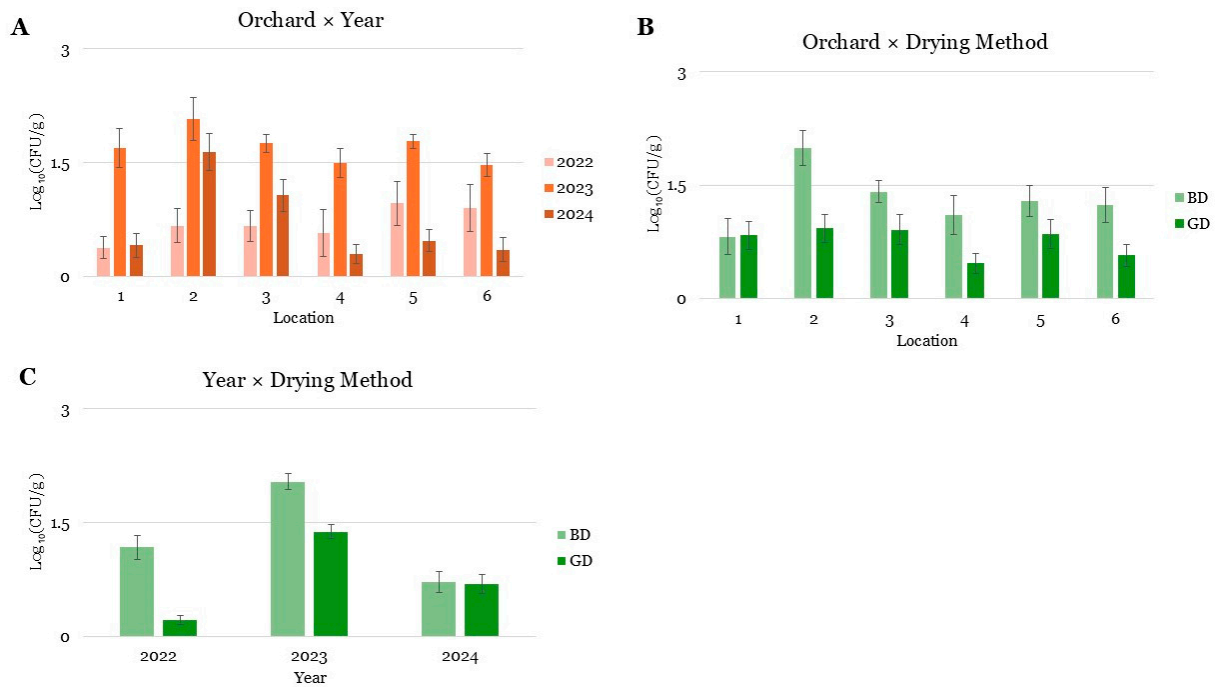 A
Orchard × Year
3
1.5
0
Log₁₀(CFU/g)
1 2 3 4 5 6
Location
2022
2023
2024
B
Orchard × Drying Method
3
1.5
0
Log₁₀(CFU/g)
1 2 3 4 5 6
Location
BD
GD
C
Year × Drying Method
3
1.5
0
Log₁₀(CFU/g)
2022 2023 2024
Year
BD
GD